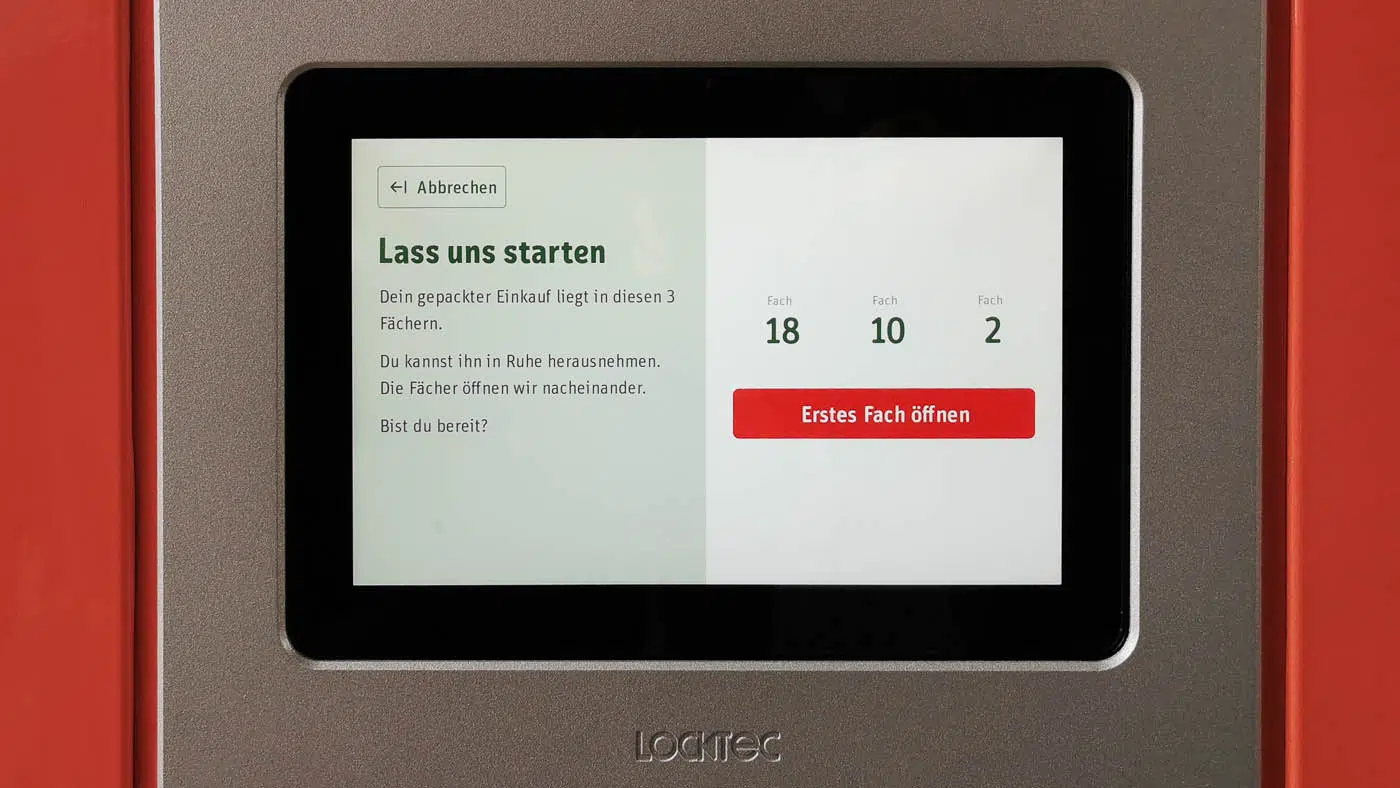 Abbrechen
Lass uns starten
Dein gepackter Einkauf liegt in diesen 3
Fächern.
Du kannst ihn in Ruhe herausnehmen.
Die Fächer öffnen wir nacheinander.
Bist du bereit?
Fach Fach Fach
18 10 2
Erstes Fach öffnen
LOCKTEC